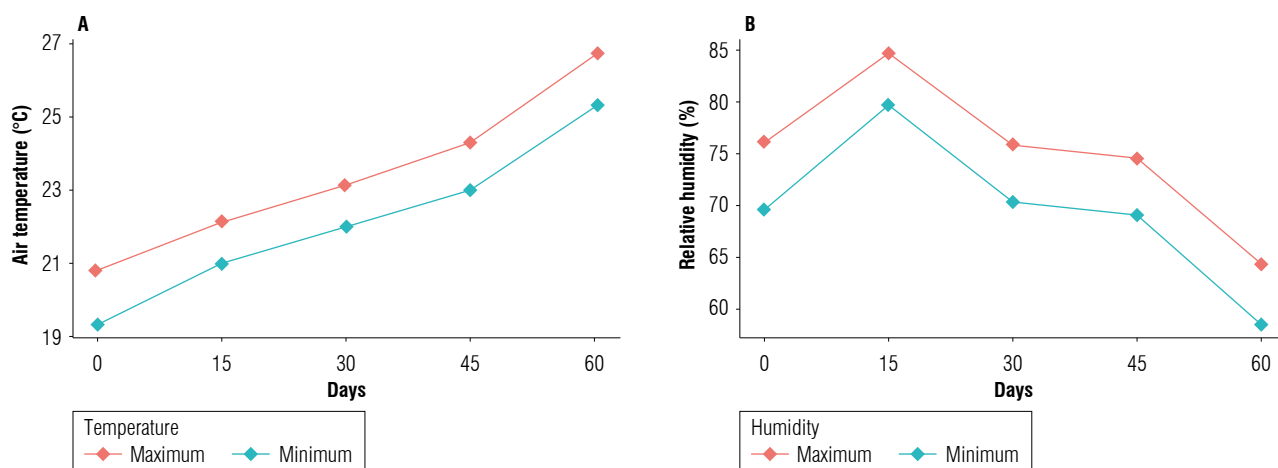 A
27
25
23
21
19
Air temperature (°C)
0 15 30 45 60
Days
Temperature
Maximum Minimum
B
85
80
75
70
65
60
Relative humidity (%)
0 15 30 45 60
Days
Humidity
Maximum Minimum